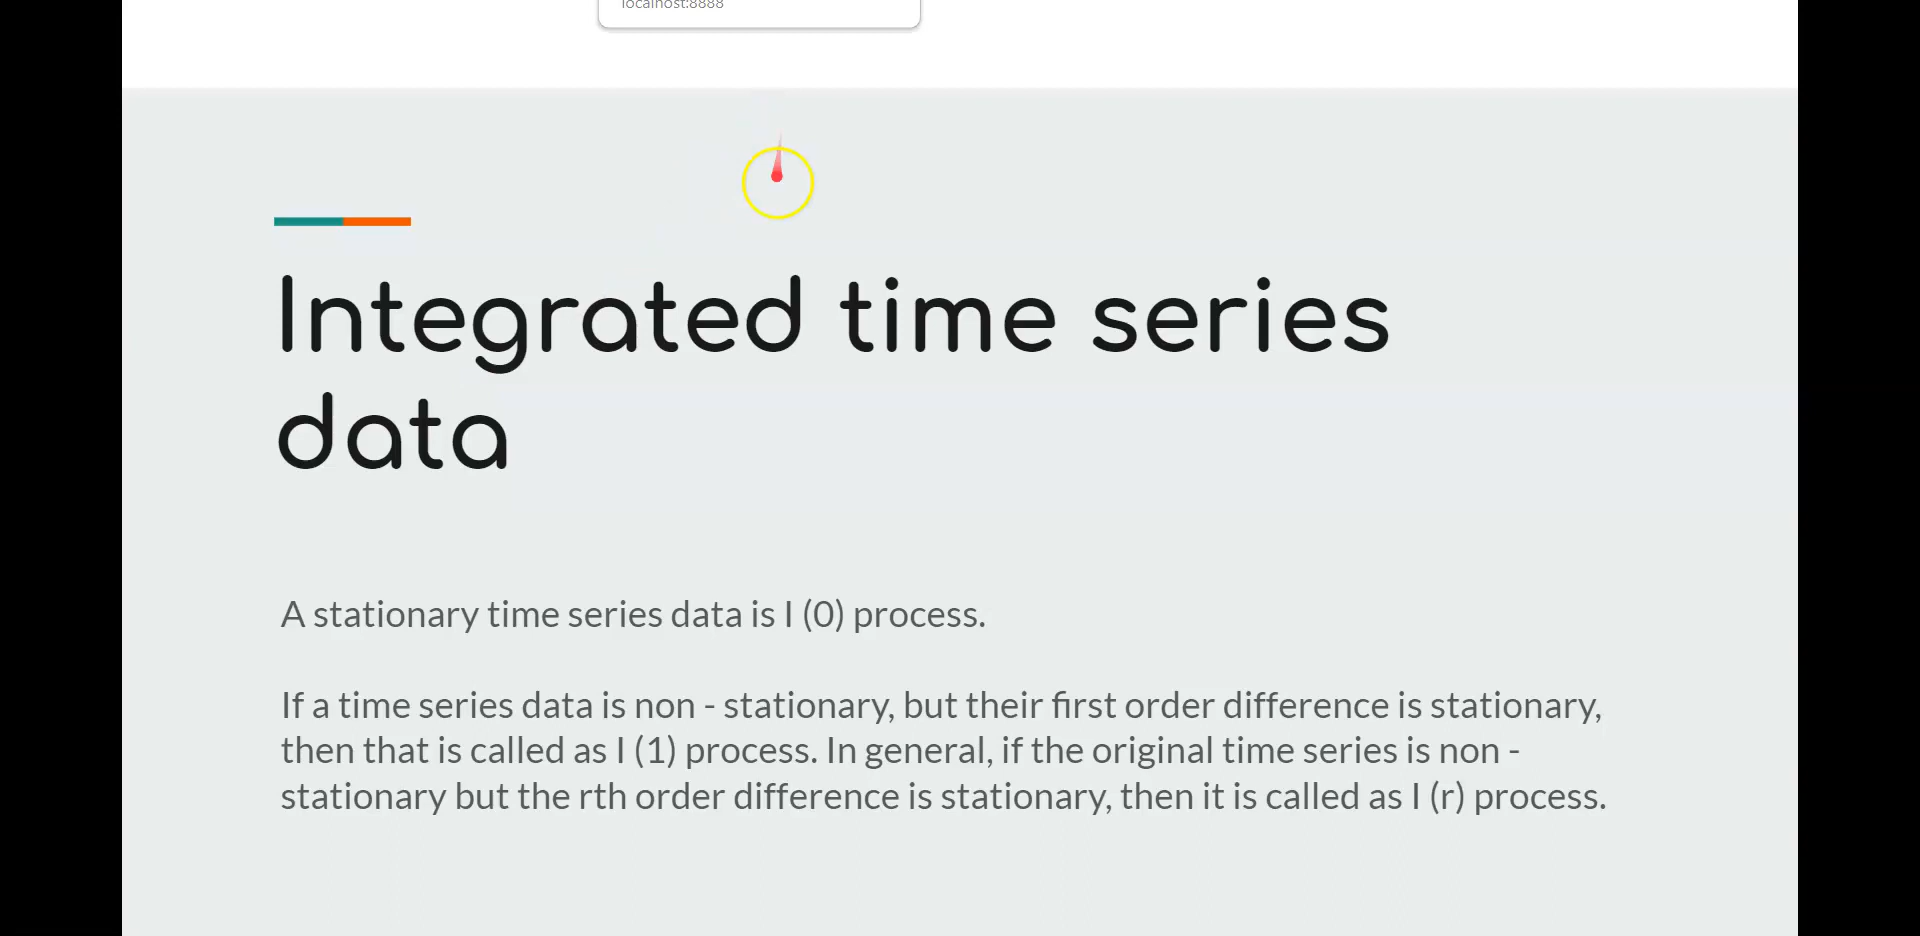 localhost:8888
Integrated time series
data
A stationary time series data is I (0) process.
If a time series data is non - stationary, but their first order difference is stationary,
then that is called as I (1) process. In general, if the original time series is non -
stationary but the rth order difference is stationary, then it is called as I (r) process.